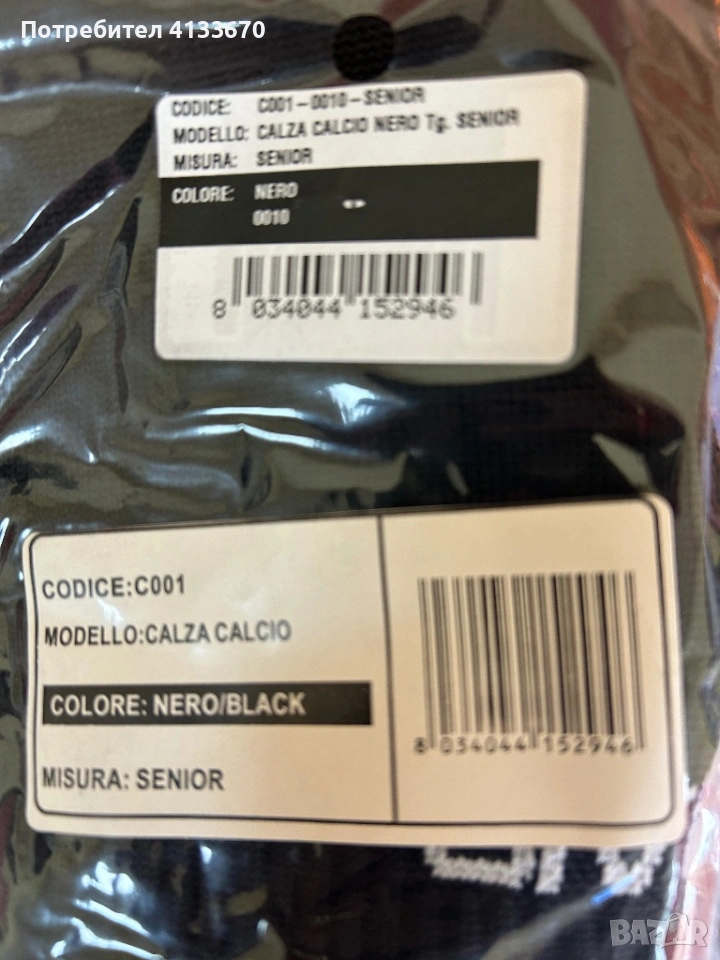 Потребител 4133670
CODICE: C001-0010-SENIOR
MODELLO: CALZA CALCIO NERO Tg. SENIOR
MISURA: SENIOR
COLORE: NERO
0010
8 034044 152946
CODICE:C001
MODELLO:CALZA CALCIO
COLORE: NERO/BLACK
MISURA: SENIOR
8 034044 152946
BAZAR